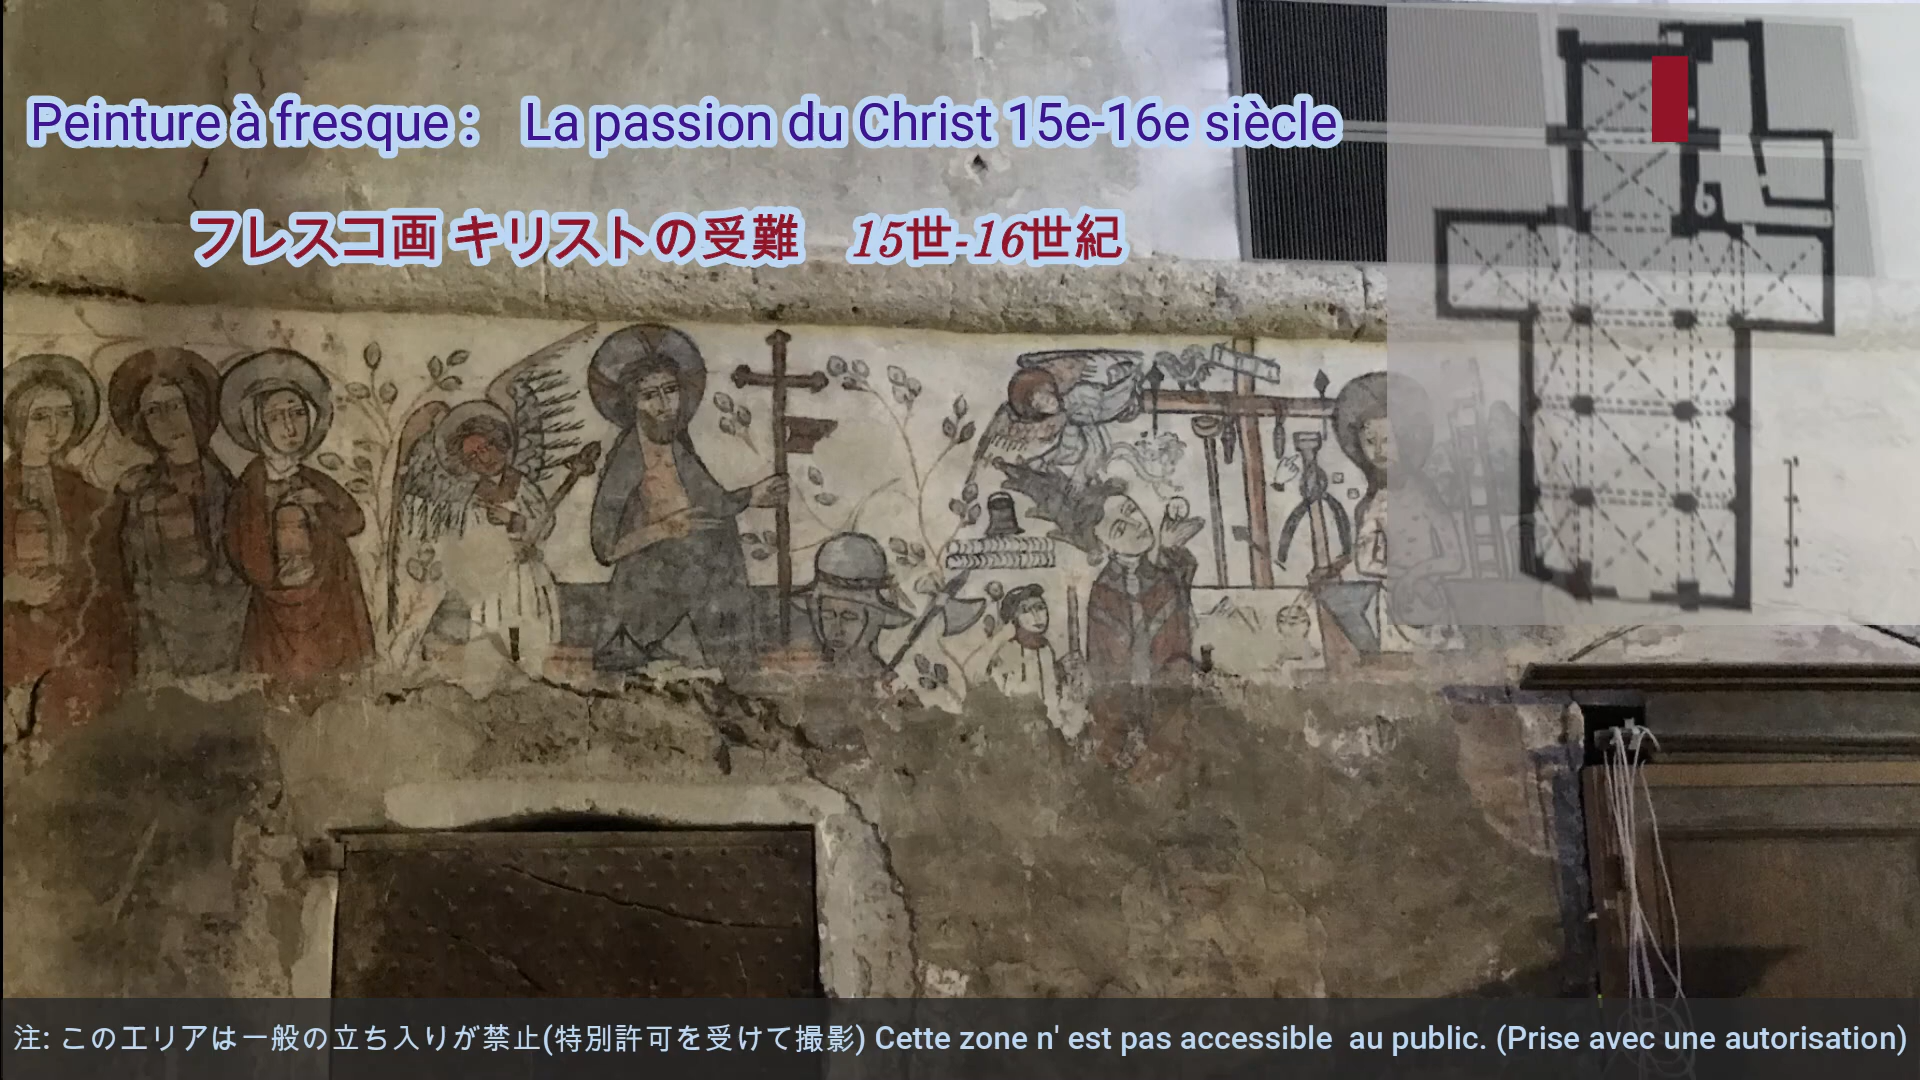 Peinture à fresque： La passion du Christ 15e-16e siècle
フレスコ画 キリストの受難　15世-16世紀
注: このエリアは一般の立ち入りが禁止(特別許可を受けて撮影) Cette zone n' est pas accessible  au public. (Prise avec une autorisation)